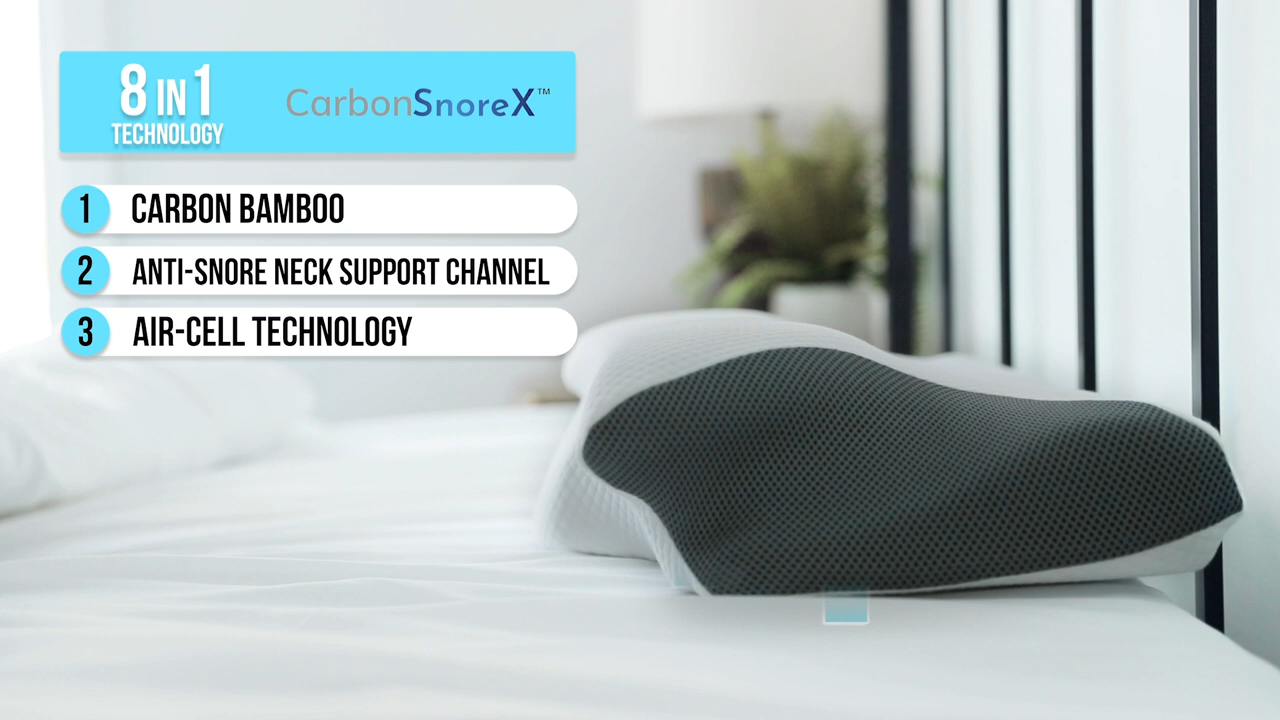 8 IN 1
TECHNOLOGY
CarbonSnoreX™
1 CARBON BAMBOO
2 ANTI-SNORE NECK SUPPORT CHANNEL
3 AIR-CELL TECHNOLOGY